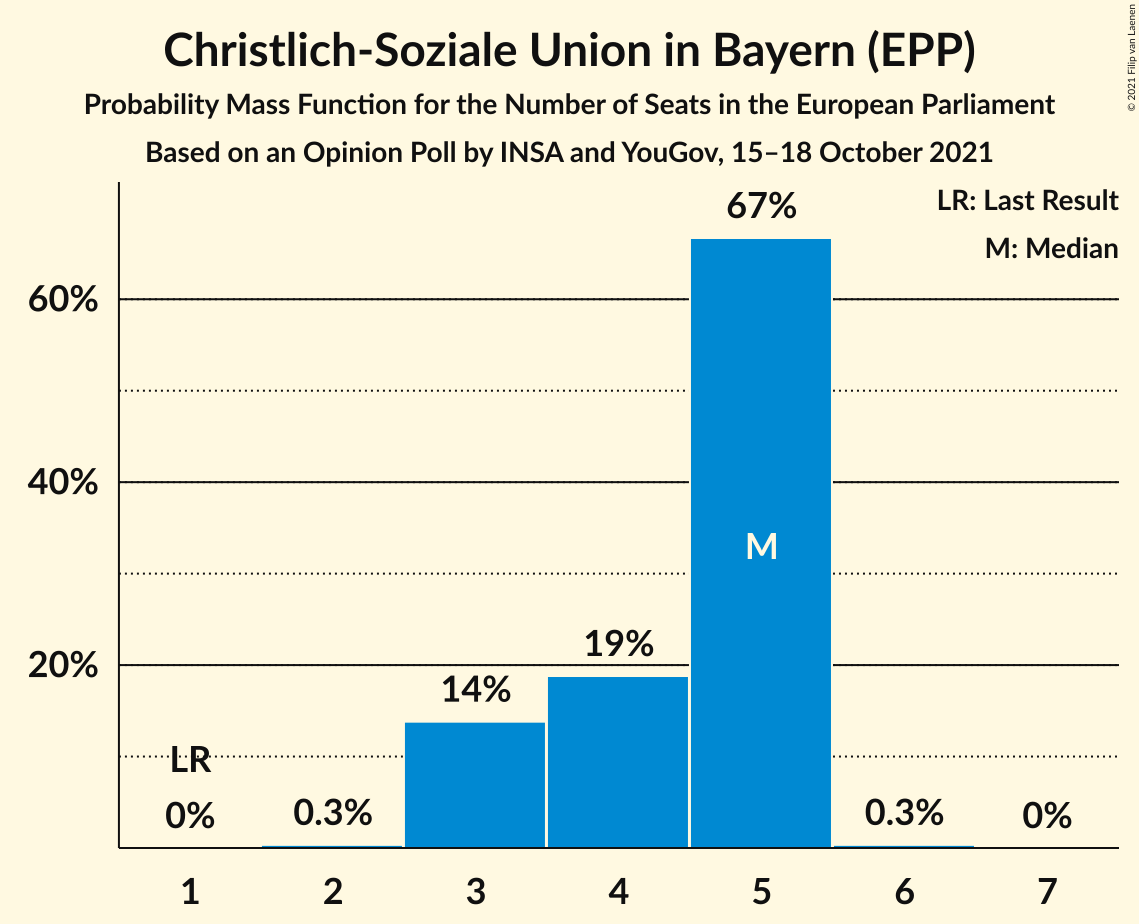 Christlich-Soziale Union in Bayern (EPP)
Probability Mass Function for the Number of Seats in the European Parliament
Based on an Opinion Poll by INSA and YouGov, 15–18 October 2021
© 2021 Filip van Laenen
LR: Last Result
M: Median
67%
60%
40%
M
19%
20%
14%
LR
0%
0.3%
0.3%
0%
1 2 3 4 5 6 7